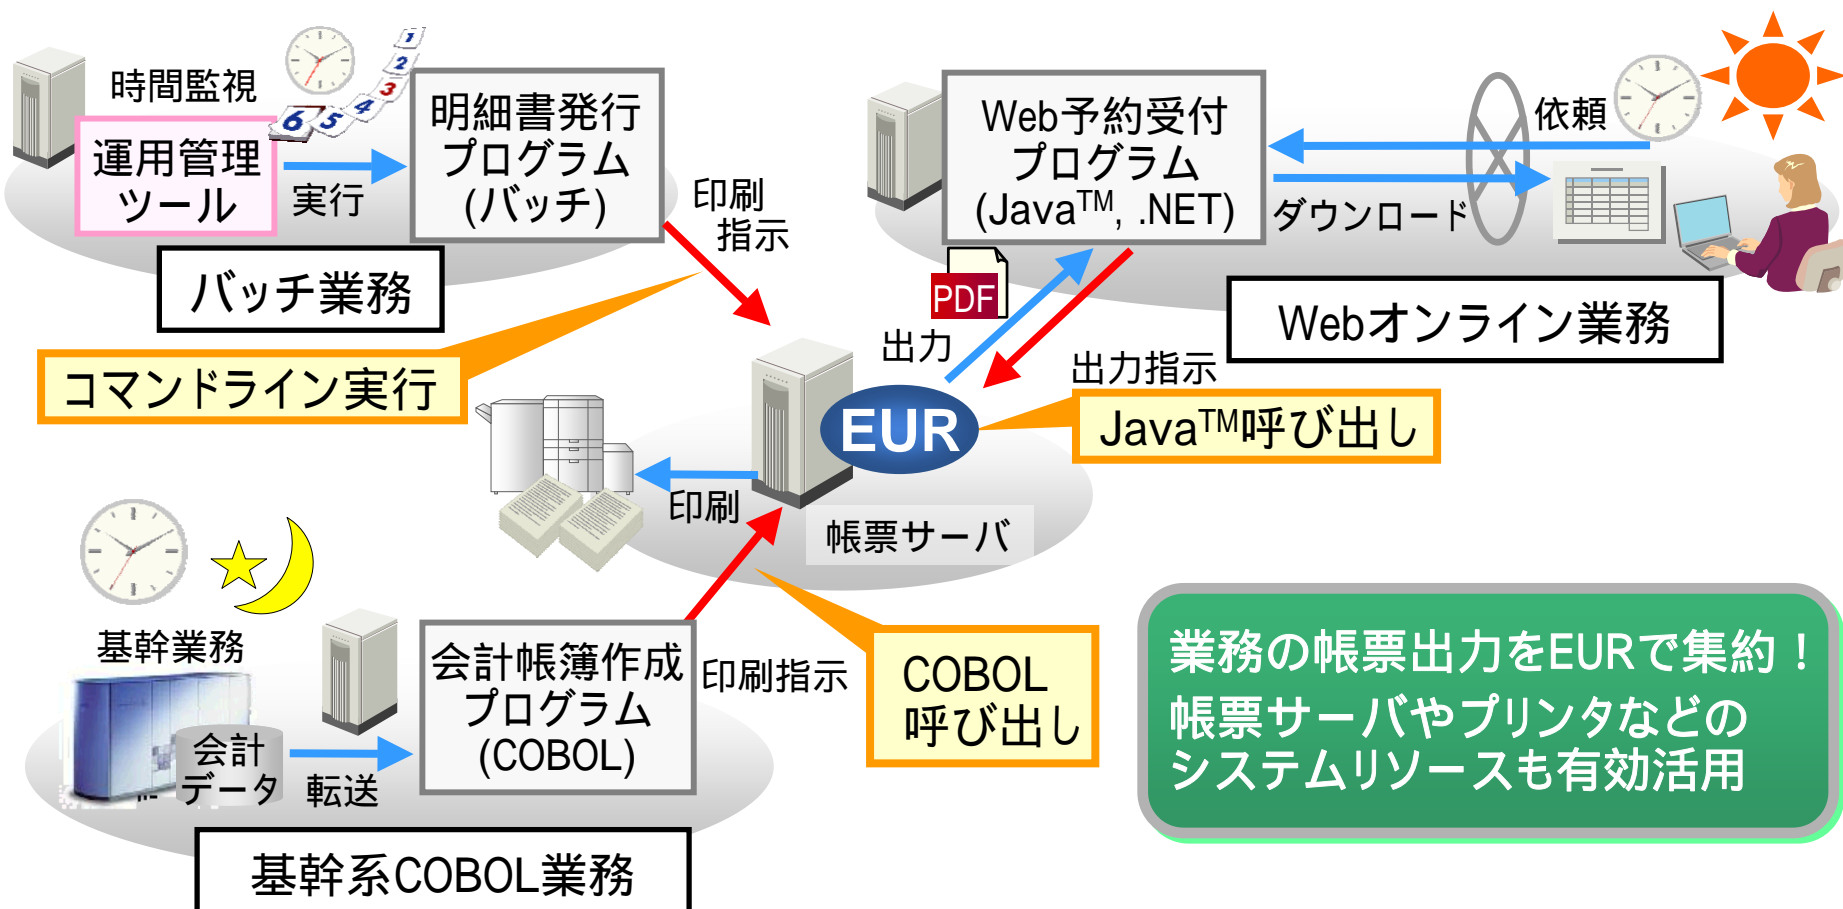 時間監視
運用管理
ツール
実行
1
2
3
4
5
6
明細書発行
プログラム
(バッチ)
印刷
指示
バッチ業務
コマンドライン実行
Web予約受付
プログラム
(Java™, .NET)
依頼
ダウンロード
PDF
Webオンライン業務
出力
出力指示
Java™呼び出し
EUR
印刷
帳票サーバ
基幹業務
会計
データ
転送
会計帳簿作成
プログラム
(COBOL)
印刷指示
COBOL
呼び出し
基幹系COBOL業務
業務の帳票出力をEURで集約！
帳票サーバやプリンタなどの
システムリソースも有効活用